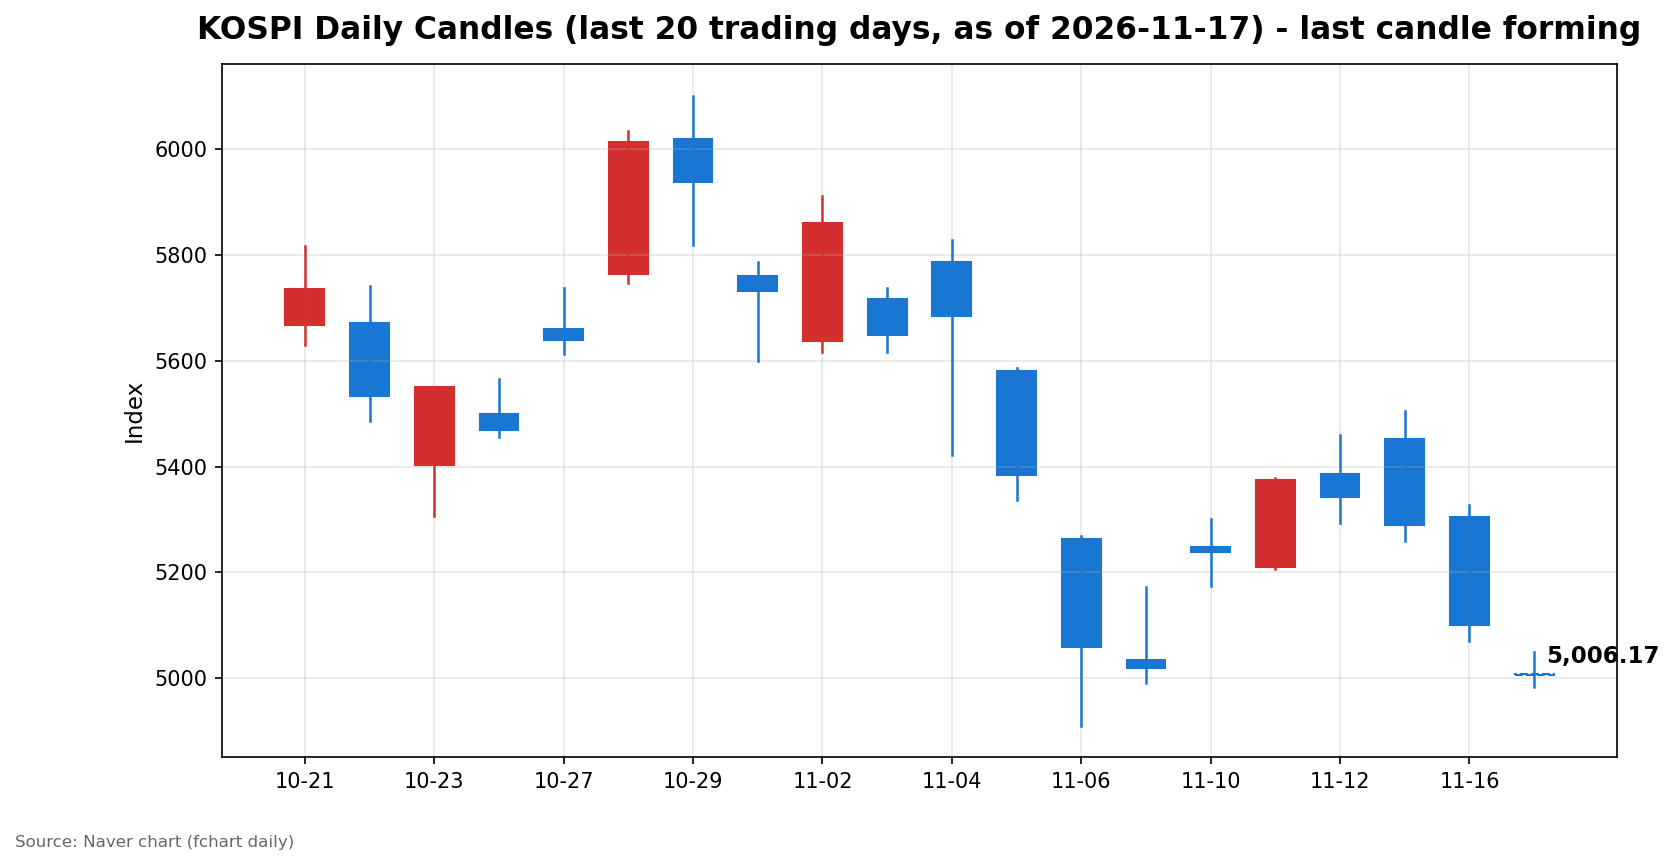 KOSPI Daily Candles (last 20 trading days, as of 2026-11-17) - last candle forming
Index
6000
5800
5600
5400
5200
5000
5,006.17
10-21 10-23 10-27 10-29 11-02 11-04 11-06 11-10 11-12 11-16
Source: Naver chart (fchart daily)